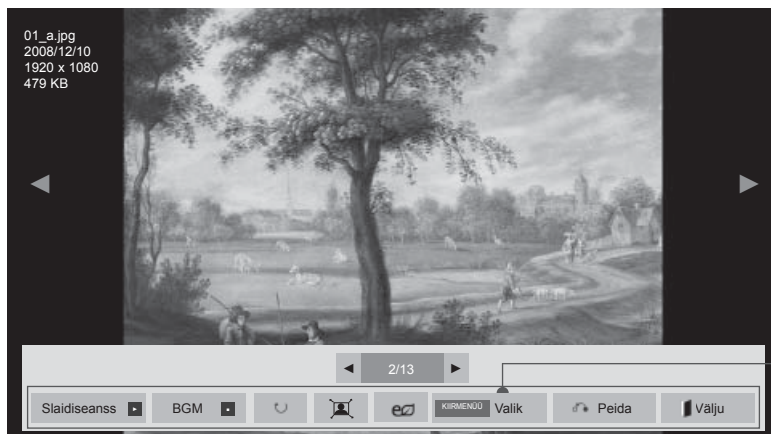 01_a.jpg
2008/12/10
1920 x 1080
479 KB
2/13
Slaidiseanss BGM KIIRMENÜÜ Valik Peida Välju